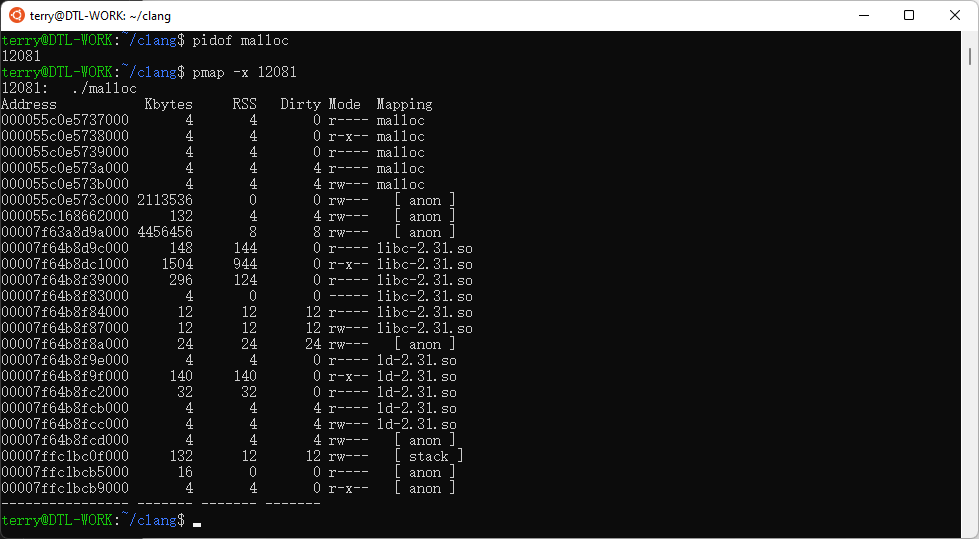 terry@DTL-WORK: ~/clang
terry@DTL-WORK:~/clang$ pidof malloc
12081
terry@DTL-WORK:~/clang$ pmap -x 12081
12081:   ./malloc
Address           Kbytes     RSS   Dirty Mode  Mapping
000055c0e5737000       4       4       0 r---- malloc
000055c0e5738000       4       4       0 r-x-- malloc
000055c0e5739000       4       4       0 r---- malloc
000055c0e573a000       4       4       4 r---- malloc
000055c0e573b000       4       4       4 rw--- malloc
000055c0e573c000 2113536       0       0 rw---   [ anon ]
000055c168662000     132       4       4 rw---   [ anon ]
00007f63a8d9a000 4456456       8       8 rw---   [ anon ]
00007f64b8d9c000     148     144       0 r---- libc-2.31.so
00007f64b8dc1000    1504     944       0 r-x-- libc-2.31.so
00007f64b8f39000     296     124       0 r---- libc-2.31.so
00007f64b8f83000       4       0       0 ----- libc-2.31.so
00007f64b8f84000      12      12      12 r---- libc-2.31.so
00007f64b8f87000      12      12      12 rw--- libc-2.31.so
00007f64b8f8a000      24      24      24 rw---   [ anon ]
00007f64b8f9e000       4       4       0 r---- ld-2.31.so
00007f64b8f9f000     140     140       0 r-x-- ld-2.31.so
00007f64b8fc2000      32      32       0 r---- ld-2.31.so
00007f64b8fcb000       4       4       4 r---- ld-2.31.so
00007f64b8fcc000       4       4       4 rw--- ld-2.31.so
00007f64b8fcd000       4       4       4 rw---   [ anon ]
00007ffc1bc0f000     132      12      12 rw---   [ stack ]
00007ffc1bcb5000      16       0       0 r----   [ anon ]
00007ffc1bcb9000       4       4       0 r-x--   [ anon ]
---------------- ------- ------- -------
terry@DTL-WORK:~/clang$